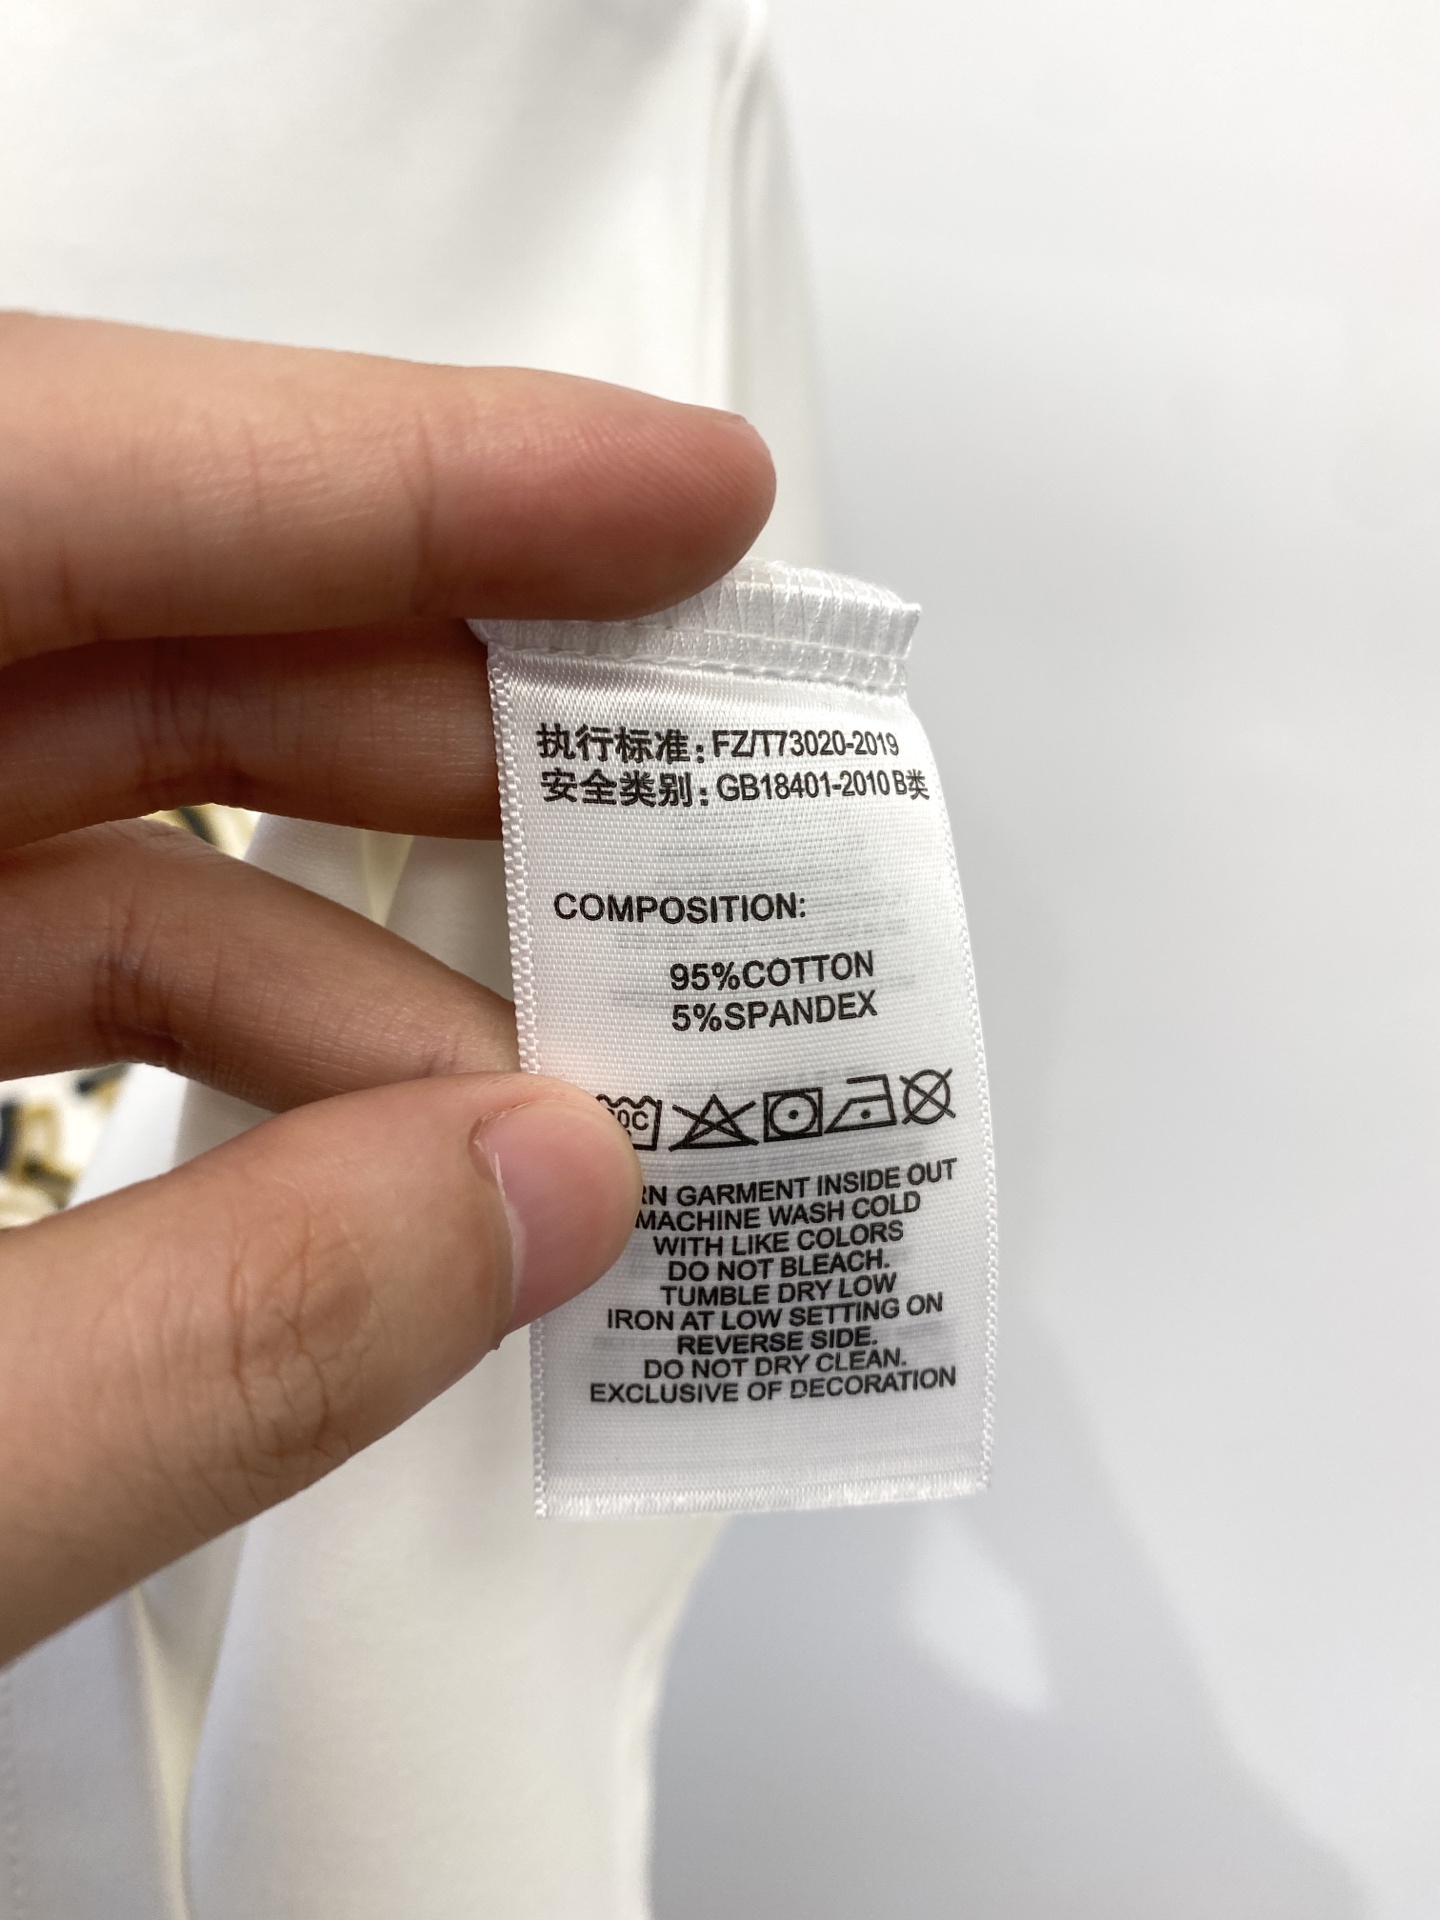 执行标准：FZ/T73020-2019
安全类别：GB18401-2010 B类
COMPOSITION:
95%COTTON
5%SPANDEX
GARMENT INSIDE OUT
MACHINE WASH COLD
WITH LIKE COLORS
DO NOT BLEACH.
TUMBLE DRY LOW
IRON AT LOW SETTING ON
REVERSE SIDE.
DO NOT DRY CLEAN.
EXCLUSIVE OF DECORATION